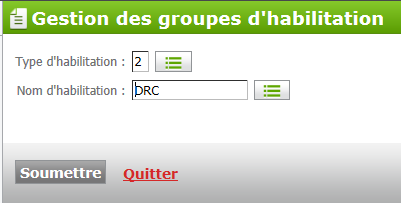 Gestion des groupes d'habilitation
Type d'habilitation : 2
Nom d'habilitation : DRC
Soumettre Quitter